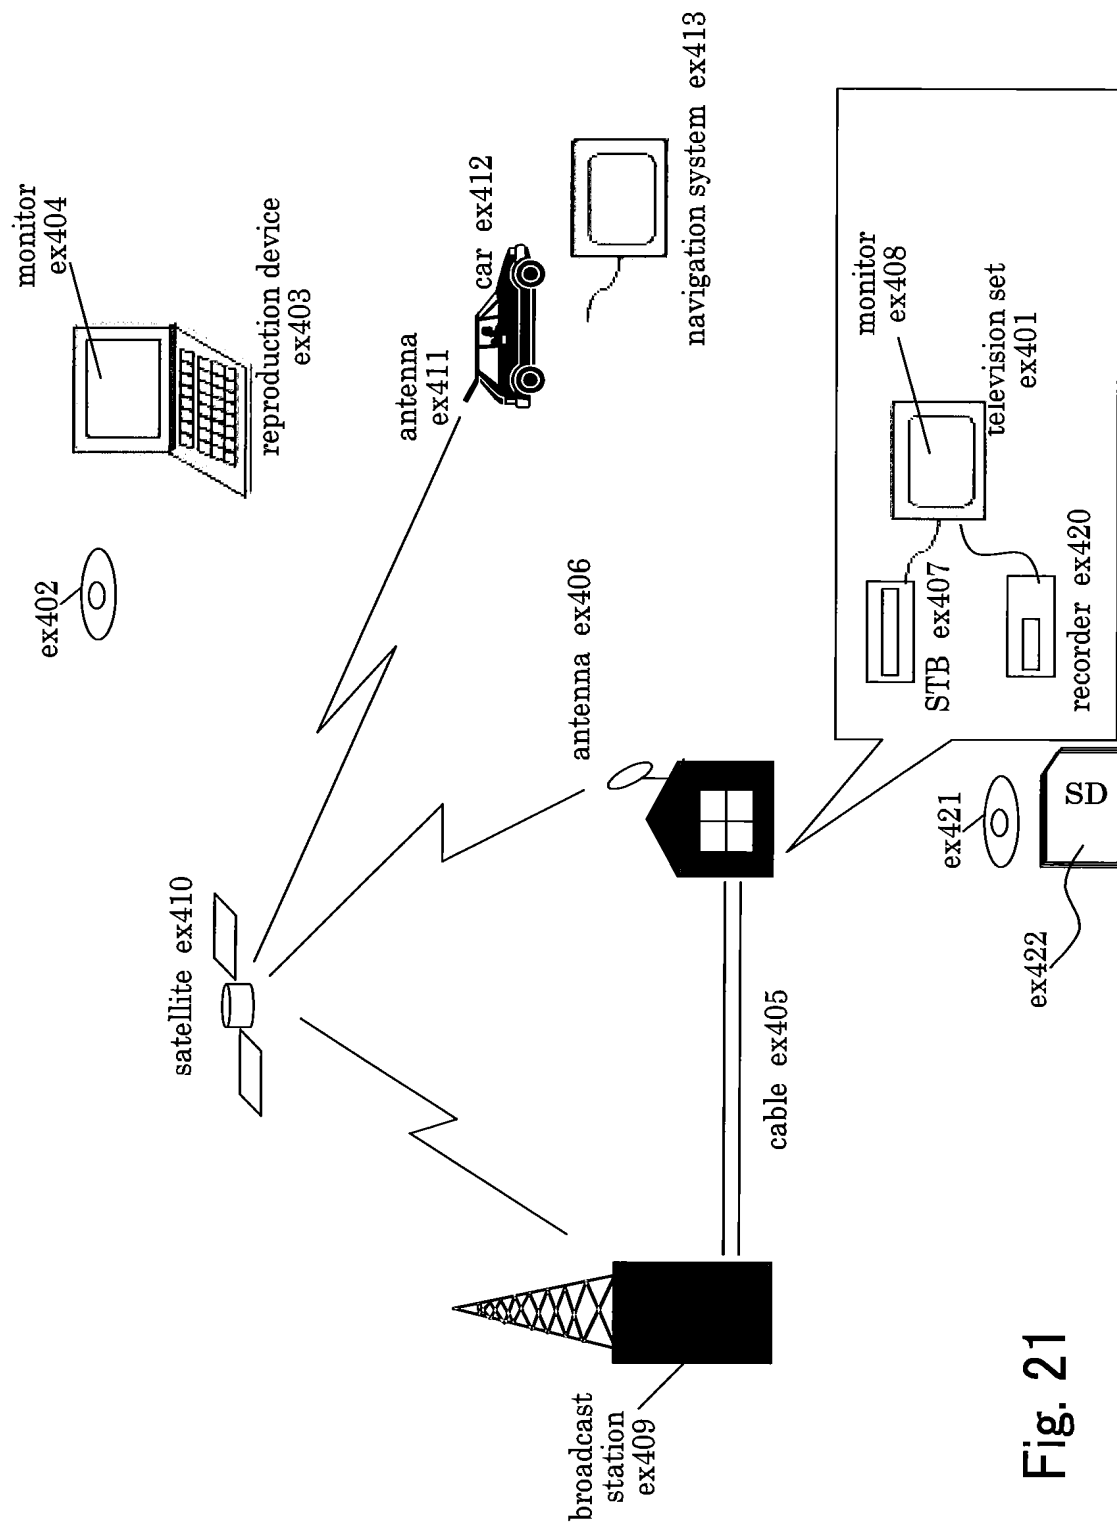 monitor
ex404
reproduction device
ex403
ex402
satellite ex410
antenna
ex411
car ex412
navigation system ex413
antenna ex406
broadcast
station
ex409
cable ex405
monitor
ex408
television set
ex401
STB ex407
recorder ex420
ex421
SD
ex422
Fig. 21